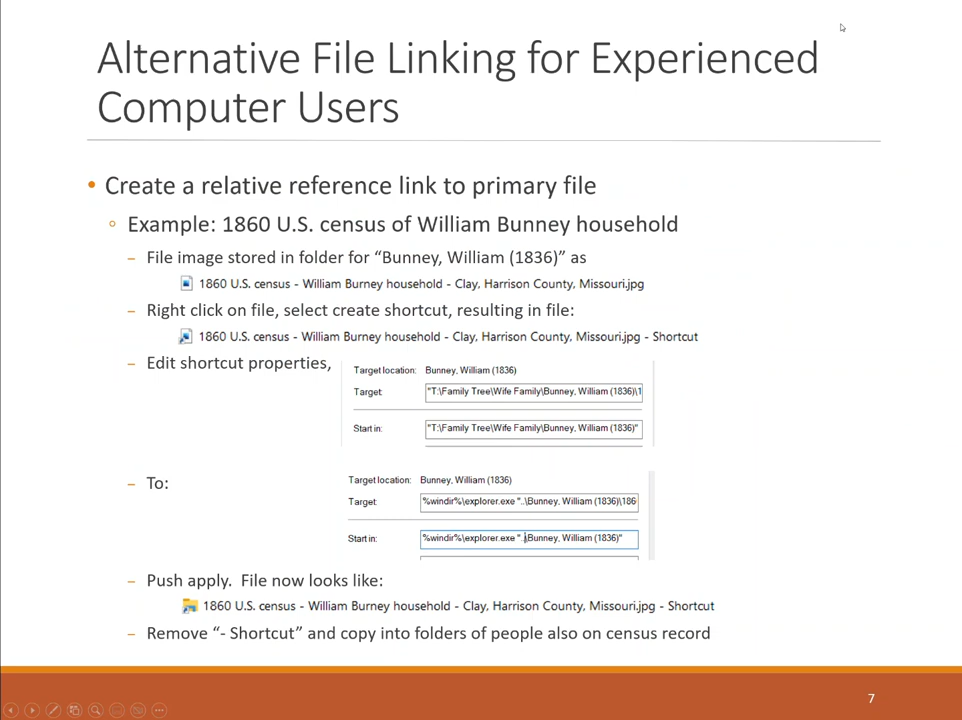 Alternative File Linking for Experienced
Computer Users
• Create a relative reference link to primary file
◦ Example: 1860 U.S. census of William Bunney household
– File image stored in folder for “Bunney, William (1836)” as
1860 U.S. census - William Burney household - Clay, Harrison County, Missouri.jpg
– Right click on file, select create shortcut, resulting in file:
1860 U.S. census - William Burney household - Clay, Harrison County, Missouri.jpg - Shortcut
– Edit shortcut properties,
Target location: Bunney, William (1836)
Target: "T:\Family Tree\Wife Family\Bunney, William (1836)\1
Start in: "T:\Family Tree\Wife Family\Bunney, William (1836)"
– To:
Target location: Bunney, William (1836)
Target: %windir%\explorer.exe "..\Bunney, William (1836)\186
Start in: %windir%\explorer.exe "..\Bunney, William (1836)"
– Push apply. File now looks like:
1860 U.S. census - William Burney household - Clay, Harrison County, Missouri.jpg - Shortcut
– Remove “- Shortcut” and copy into folders of people also on census record
7